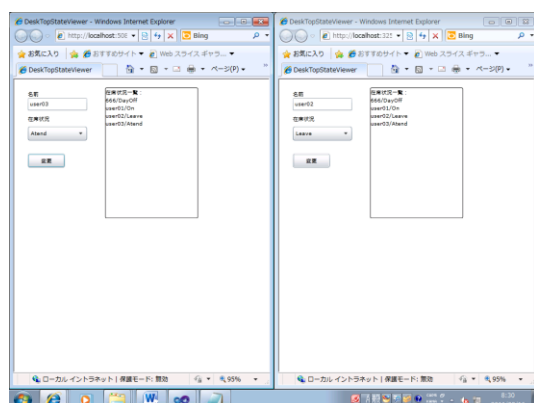 DeskTopStateViewer - Windows Internet Explorer
http://localhost:508
Bing
お気に入り
おすすめサイト
Web スライス ギャラ...
DeskTopStateViewer
ページ(P)
名前
user03
在席状況
Atend
在席状況一覧：
666/DayOff
user01/On
user02/Leave
user03/Atend
ローカル イントラネット | 保護モード: 無効
95%
DeskTopStateViewer - Windows Internet Explorer
http://localhost:325
Bing
お気に入り
おすすめサイト
Web スライス ギャラ...
DeskTopStateViewer
ページ(P)
名前
user02
在席状況
Leave
在席状況一覧：
666/DayOff
user01/On
user02/Leave
user03/Atend
ローカル イントラネット | 保護モード: 無効
95%
8:30